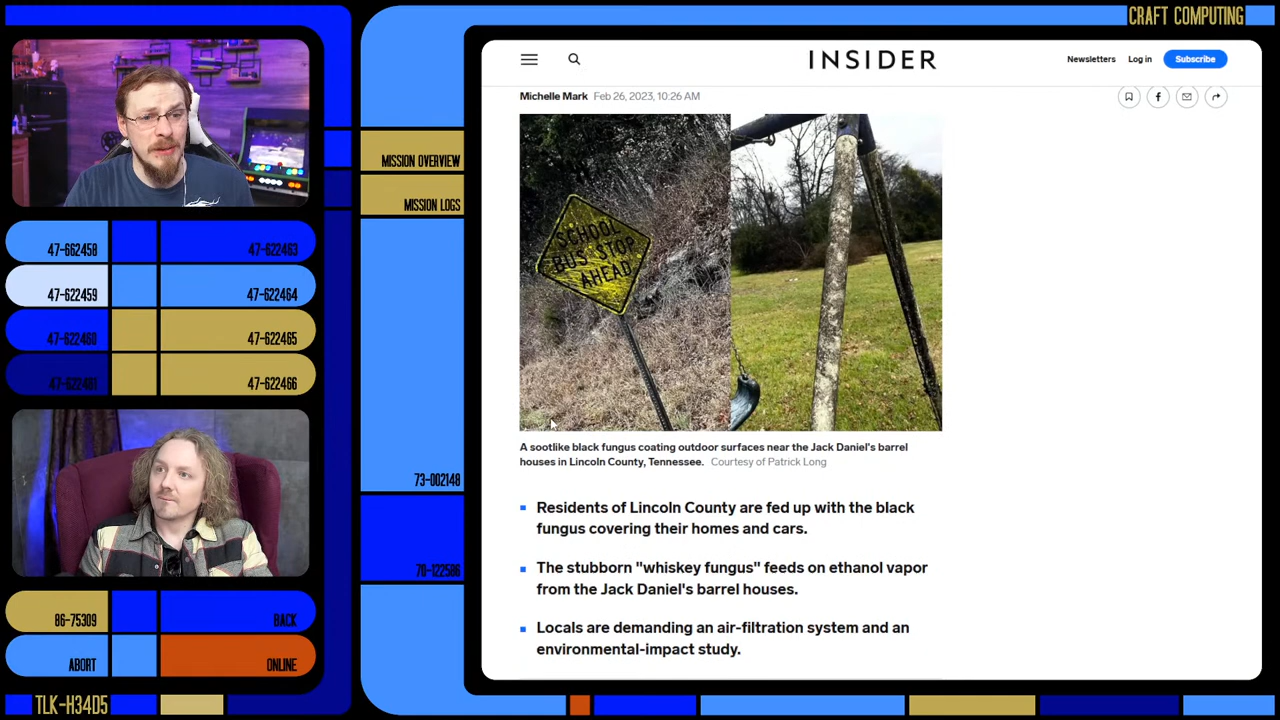 CRAFT COMPUTING
INSIDER
Newsletters Log in Subscribe
Michelle Mark Feb 26, 2023, 10:26 AM
SCHOOL
BUS STOP
AHEAD
A sootlike black fungus coating outdoor surfaces near the Jack Daniel's barrel
houses in Lincoln County, Tennessee. Courtesy of Patrick Long
Residents of Lincoln County are fed up with the black
fungus covering their homes and cars.
The stubborn "whiskey fungus" feeds on ethanol vapor
from the Jack Daniel's barrel houses.
Locals are demanding an air-filtration system and an
environmental-impact study.
MISSION OVERVIEW
MISSION LOGS
73-002148
70-122506
47-662458 47-622463
47-622459 47-622464
47-622460 47-622465
47-622481 47-622466
86-75309 BACK
ABORT ONLINE
TLK-H34D5